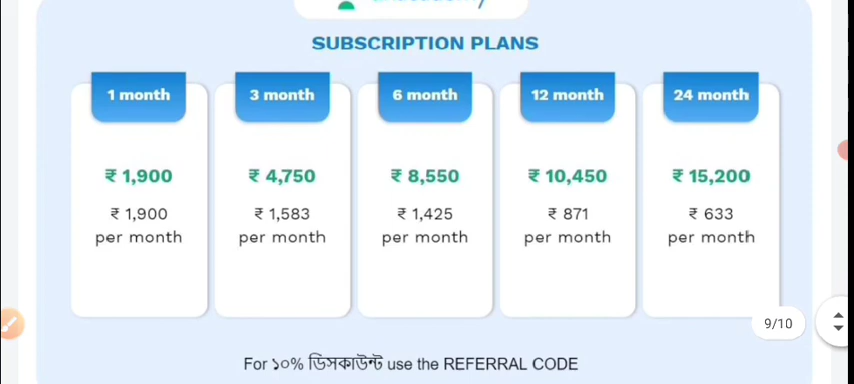 SUBSCRIPTION PLANS
1 month
3 month
6 month
12 month
24 month
₹ 1,900
₹ 4,750
₹ 8,550
₹ 10,450
₹ 15,200
₹ 1,900
₹ 1,583
₹ 1,425
₹ 871
₹ 633
per month
per month
per month
per month
per month
9/10
For ১০% ডিসকাউন্ট use the REFERRAL CODE